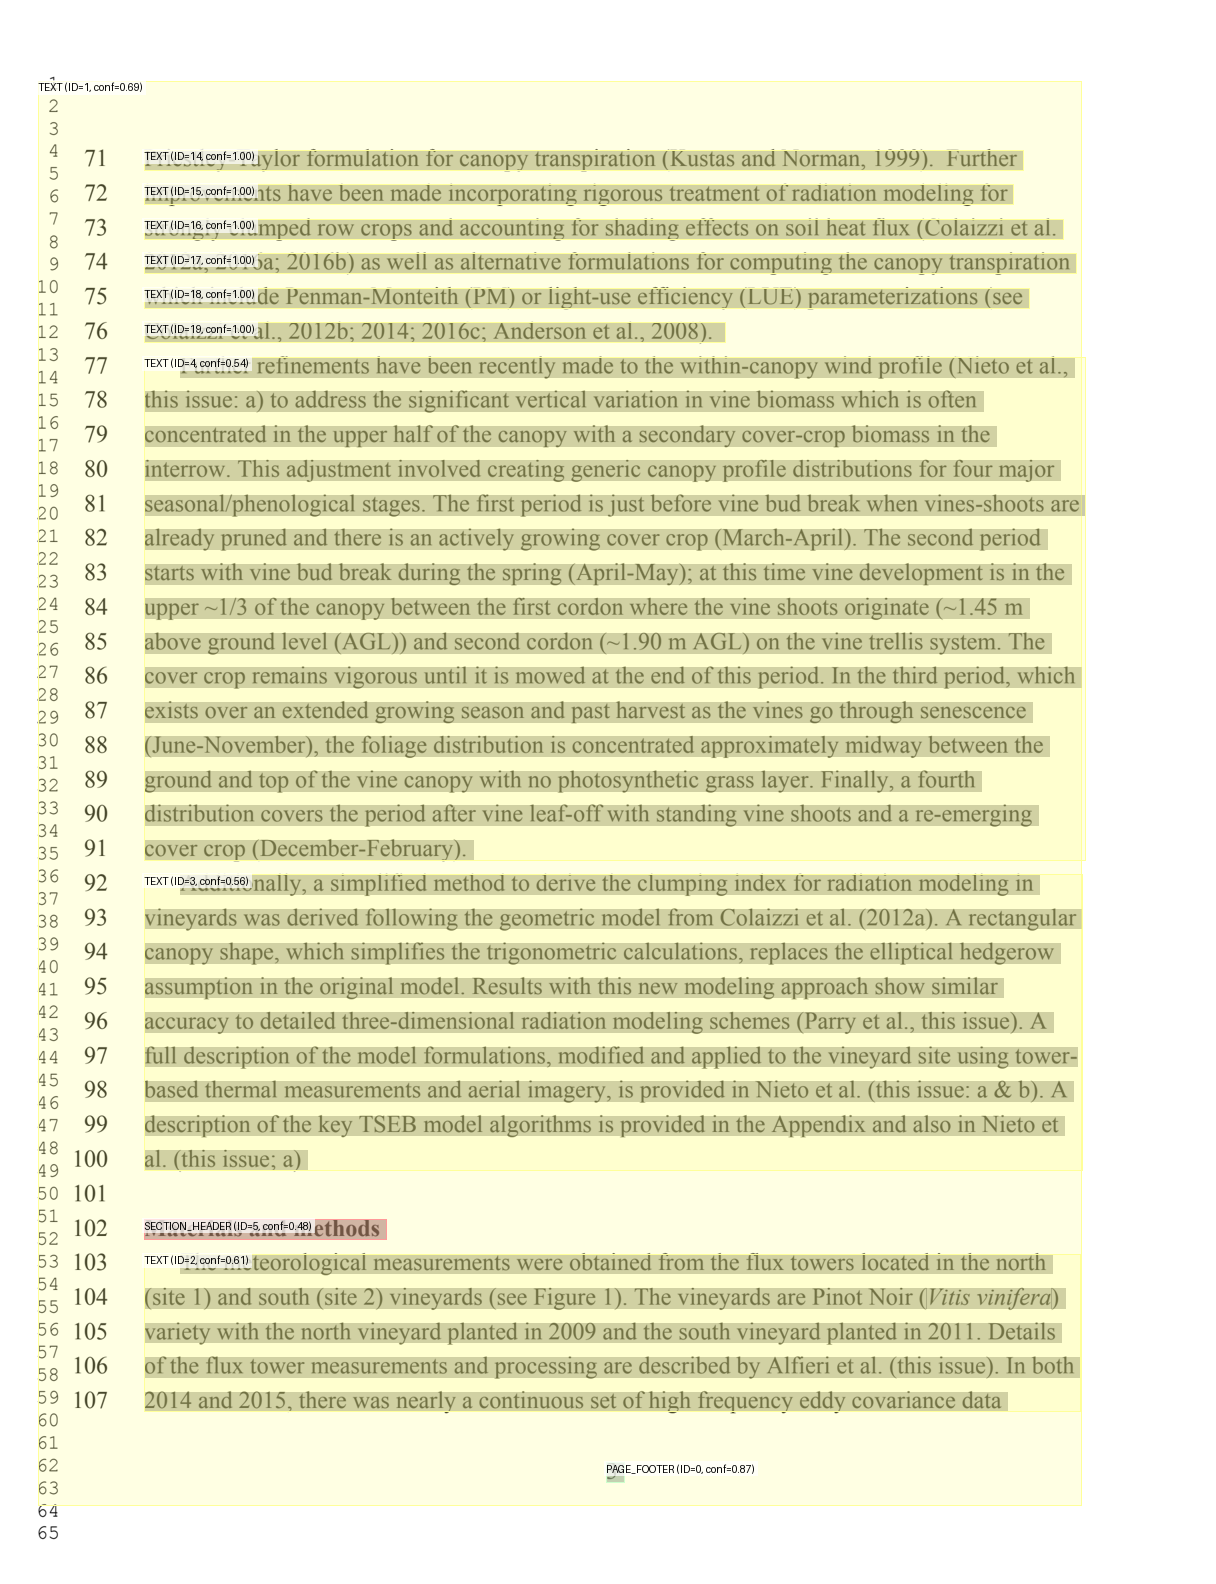 1
TEXT (ID=1, conf=0.69)
2
3
4
5
6
7
8
9
10
11
12
13
14
15
16
17
18
19
20
21
22
23
24
25
26
27
28
29
30
31
32
33
34
35
36
37
38
39
40
41
42
43
44
45
46
47
48
49
50
51
52
53
54
55
56
57
58
59
60
61
62
63
64
65
71 TEXT (ID=14, conf=1.00) Taylor formulation for canopy transpiration (Kustas and Norman, 1999). Further
72 TEXT (ID=15, conf=1.00) improvements have been made incorporating rigorous treatment of radiation modeling for
73 TEXT (ID=16, conf=1.00) strongly clumped row crops and accounting for shading effects on soil heat flux (Colaizzi et al.
74 TEXT (ID=17, conf=1.00) 2012a; 2016a; 2016b) as well as alternative formulations for computing the canopy transpiration
75 TEXT (ID=18, conf=1.00) which include Penman-Monteith (PM) or light-use efficiency (LUE) parameterizations (see
76 TEXT (ID=19, conf=1.00) Colaizzi et al., 2012b; 2014; 2016c; Anderson et al., 2008).
77 TEXT (ID=4, conf=0.54) Further refinements have been recently made to the within-canopy wind profile (Nieto et al.,
78 this issue: a) to address the significant vertical variation in vine biomass which is often
79 concentrated in the upper half of the canopy with a secondary cover-crop biomass in the
80 interrow. This adjustment involved creating generic canopy profile distributions for four major
81 seasonal/phenological stages. The first period is just before vine bud break when vines-shoots are
82 already pruned and there is an actively growing cover crop (March-April). The second period
83 starts with vine bud break during the spring (April-May); at this time vine development is in the
84 upper ~1/3 of the canopy between the first cordon where the vine shoots originate (~1.45 m
85 above ground level (AGL)) and second cordon (~1.90 m AGL) on the vine trellis system. The
86 cover crop remains vigorous until it is mowed at the end of this period. In the third period, which
87 exists over an extended growing season and past harvest as the vines go through senescence
88 (June-November), the foliage distribution is concentrated approximately midway between the
89 ground and top of the vine canopy with no photosynthetic grass layer. Finally, a fourth
90 distribution covers the period after vine leaf-off with standing vine shoots and a re-emerging
91 cover crop (December-February).
92 TEXT (ID=3, conf=0.56) Additionally, a simplified method to derive the clumping index for radiation modeling in
93 vineyards was derived following the geometric model from Colaizzi et al. (2012a). A rectangular
94 canopy shape, which simplifies the trigonometric calculations, replaces the elliptical hedgerow
95 assumption in the original model. Results with this new modeling approach show similar
96 accuracy to detailed three-dimensional radiation modeling schemes (Parry et al., this issue). A
97 full description of the model formulations, modified and applied to the vineyard site using tower-
98 based thermal measurements and aerial imagery, is provided in Nieto et al. (this issue: a & b). A
99 description of the key TSEB model algorithms is provided in the Appendix and also in Nieto et
100 al. (this issue; a)
101
102 SECTION_HEADER (ID=5, conf=0.48) Materials and methods
103 TEXT (ID=2, conf=0.61) The meteorological measurements were obtained from the flux towers located in the north
104 (site 1) and south (site 2) vineyards (see Figure 1). The vineyards are Pinot Noir (Vitis vinifera)
105 variety with the north vineyard planted in 2009 and the south vineyard planted in 2011. Details
106 of the flux tower measurements and processing are described by Alfieri et al. (this issue). In both
107 2014 and 2015, there was nearly a continuous set of high frequency eddy covariance data
PAGE_FOOTER (ID=0, conf=0.87)